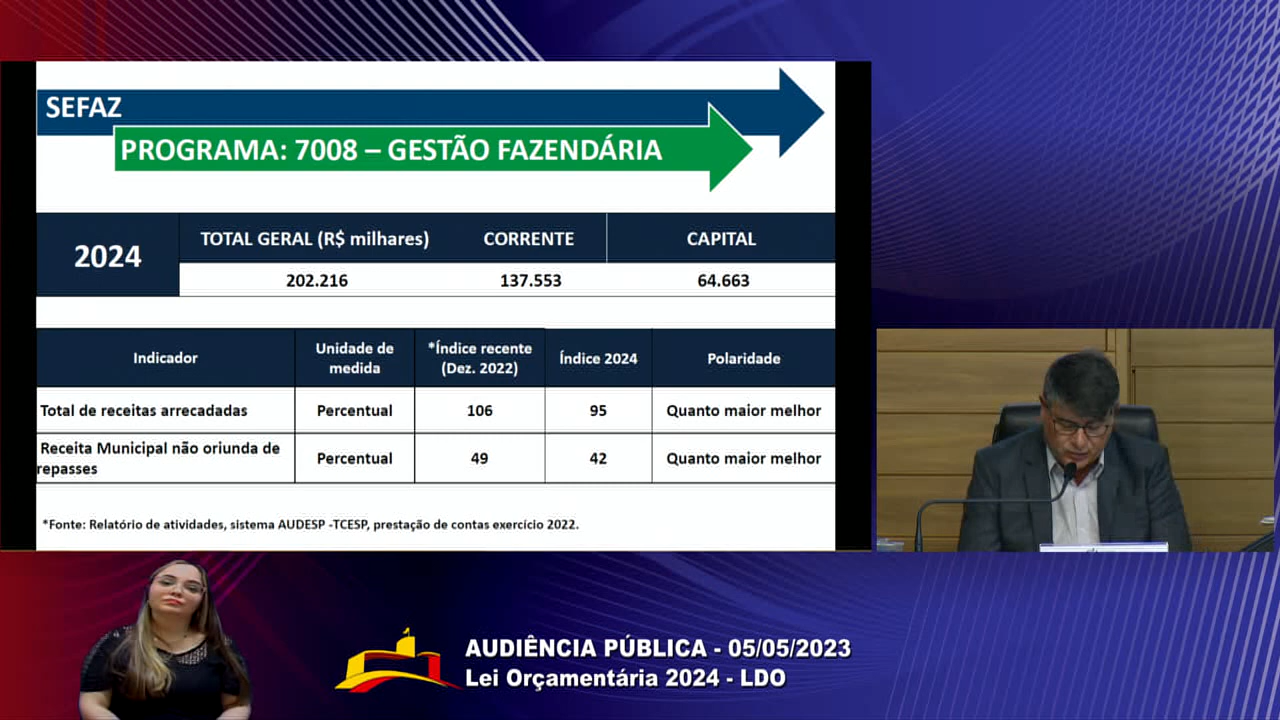 SEFAZ
PROGRAMA: 7008 – GESTÃO FAZENDÁRIA
2024
TOTAL GERAL (R$ milhares) CORRENTE CAPITAL
202.216 137.553 64.663
Indicador Unidade de medida *Índice recente (Dez. 2022) Índice 2024 Polaridade
Total de receitas arrecadadas Percentual 106 95 Quanto maior melhor
Receita Municipal não oriunda de repasses Percentual 49 42 Quanto maior melhor
*Fonte: Relatório de atividades, sistema AUDESP -TCESP, prestação de contas exercício 2022.
AUDIÊNCIA PÚBLICA - 05/05/2023
Lei Orçamentária 2024 - LDO